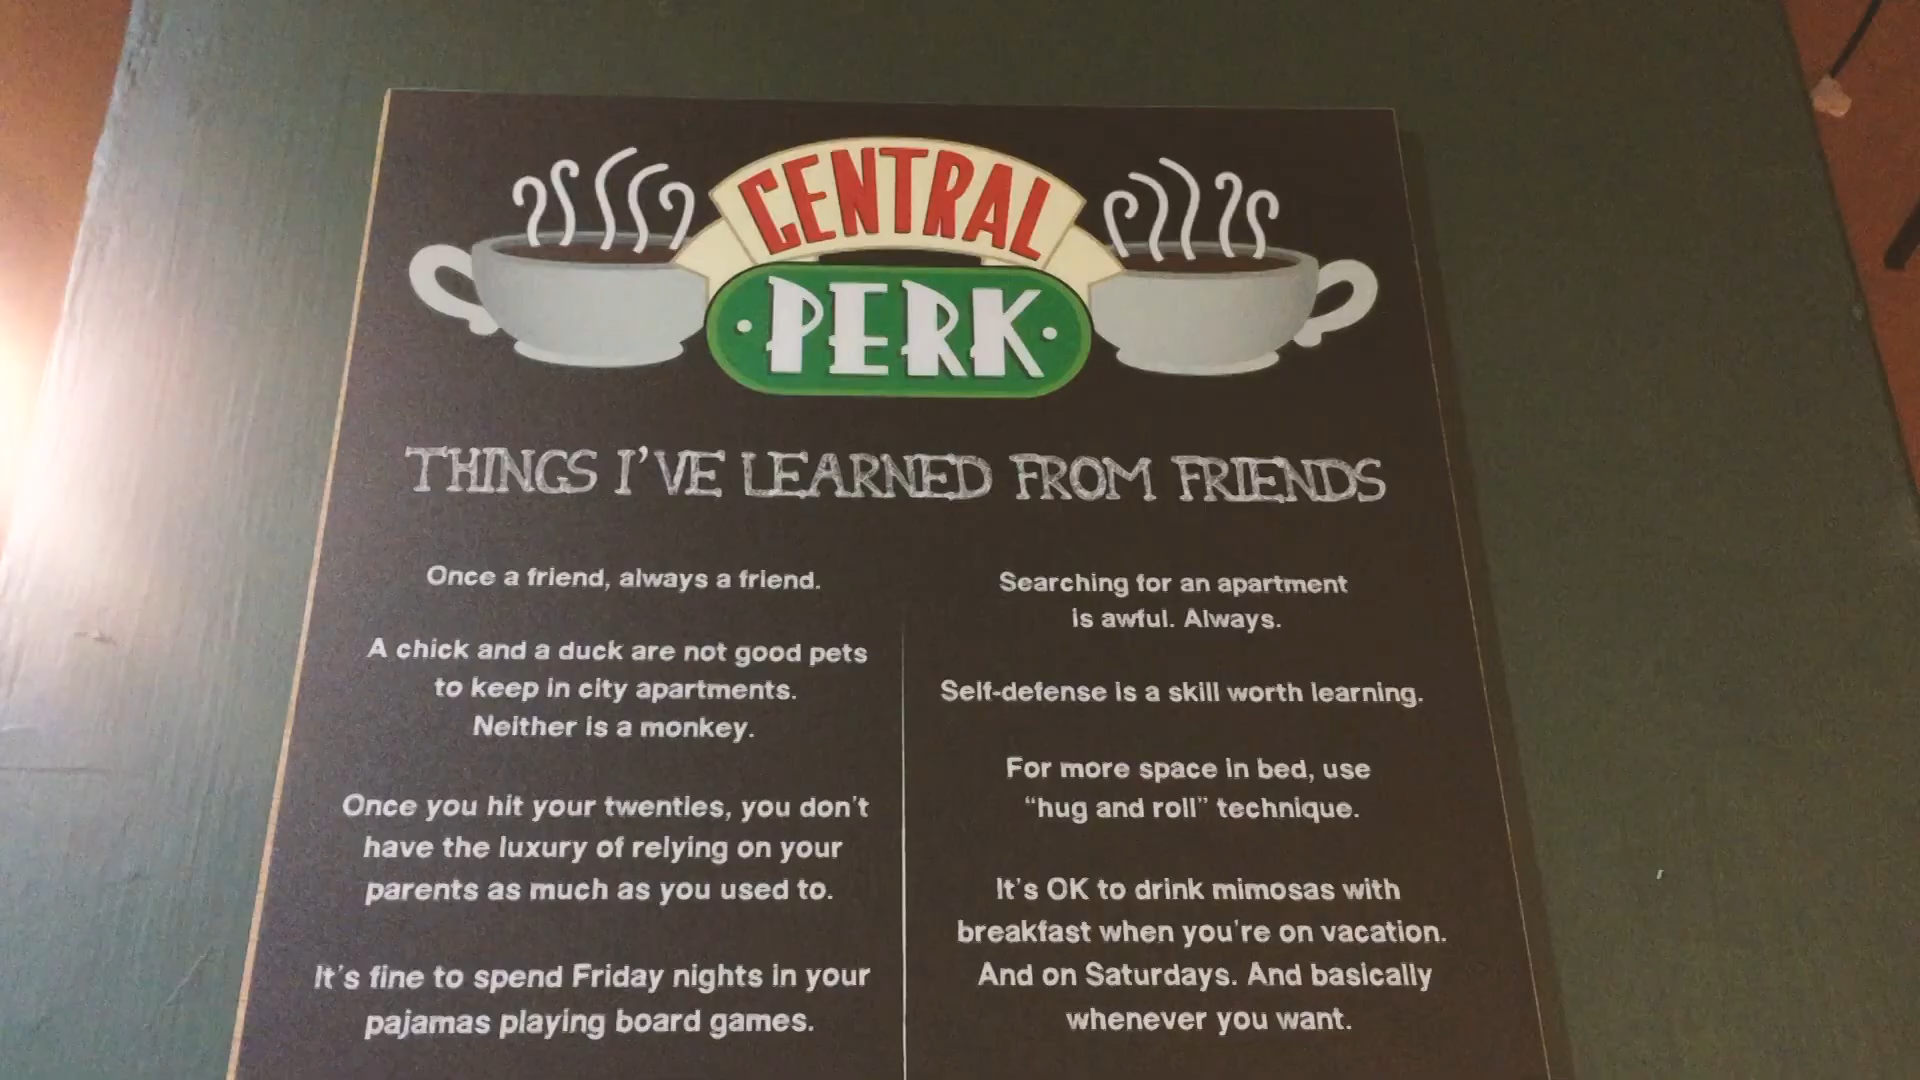 CENTRAL
PERK
THINGS I'VE LEARNED FROM FRIENDS
Once a friend, always a friend.
A chick and a duck are not good pets
to keep in city apartments.
Neither is a monkey.
Once you hit your twenties, you don't
have the luxury of relying on your
parents as much as you used to.
It's fine to spend Friday nights in your
pajamas playing board games.
Searching for an apartment
is awful. Always.
Self-defense is a skill worth learning.
For more space in bed, use
“hug and roll” technique.
It's OK to drink mimosas with
breakfast when you're on vacation.
And on Saturdays. And basically
whenever you want.